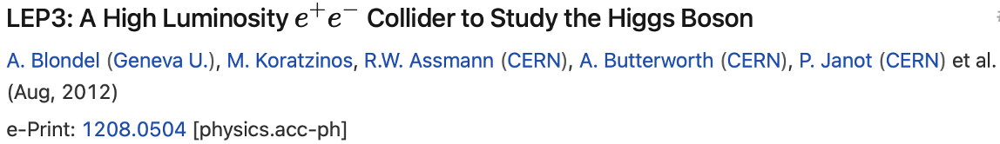 LEP3: A High Luminosity e⁺e⁻ Collider to Study the Higgs Boson
A. Blondel (Geneva U.), M. Koratzinos, R.W. Assmann (CERN), A. Butterworth (CERN), P. Janot (CERN) et al.
(Aug, 2012)
e-Print: 1208.0504 [physics.acc-ph]